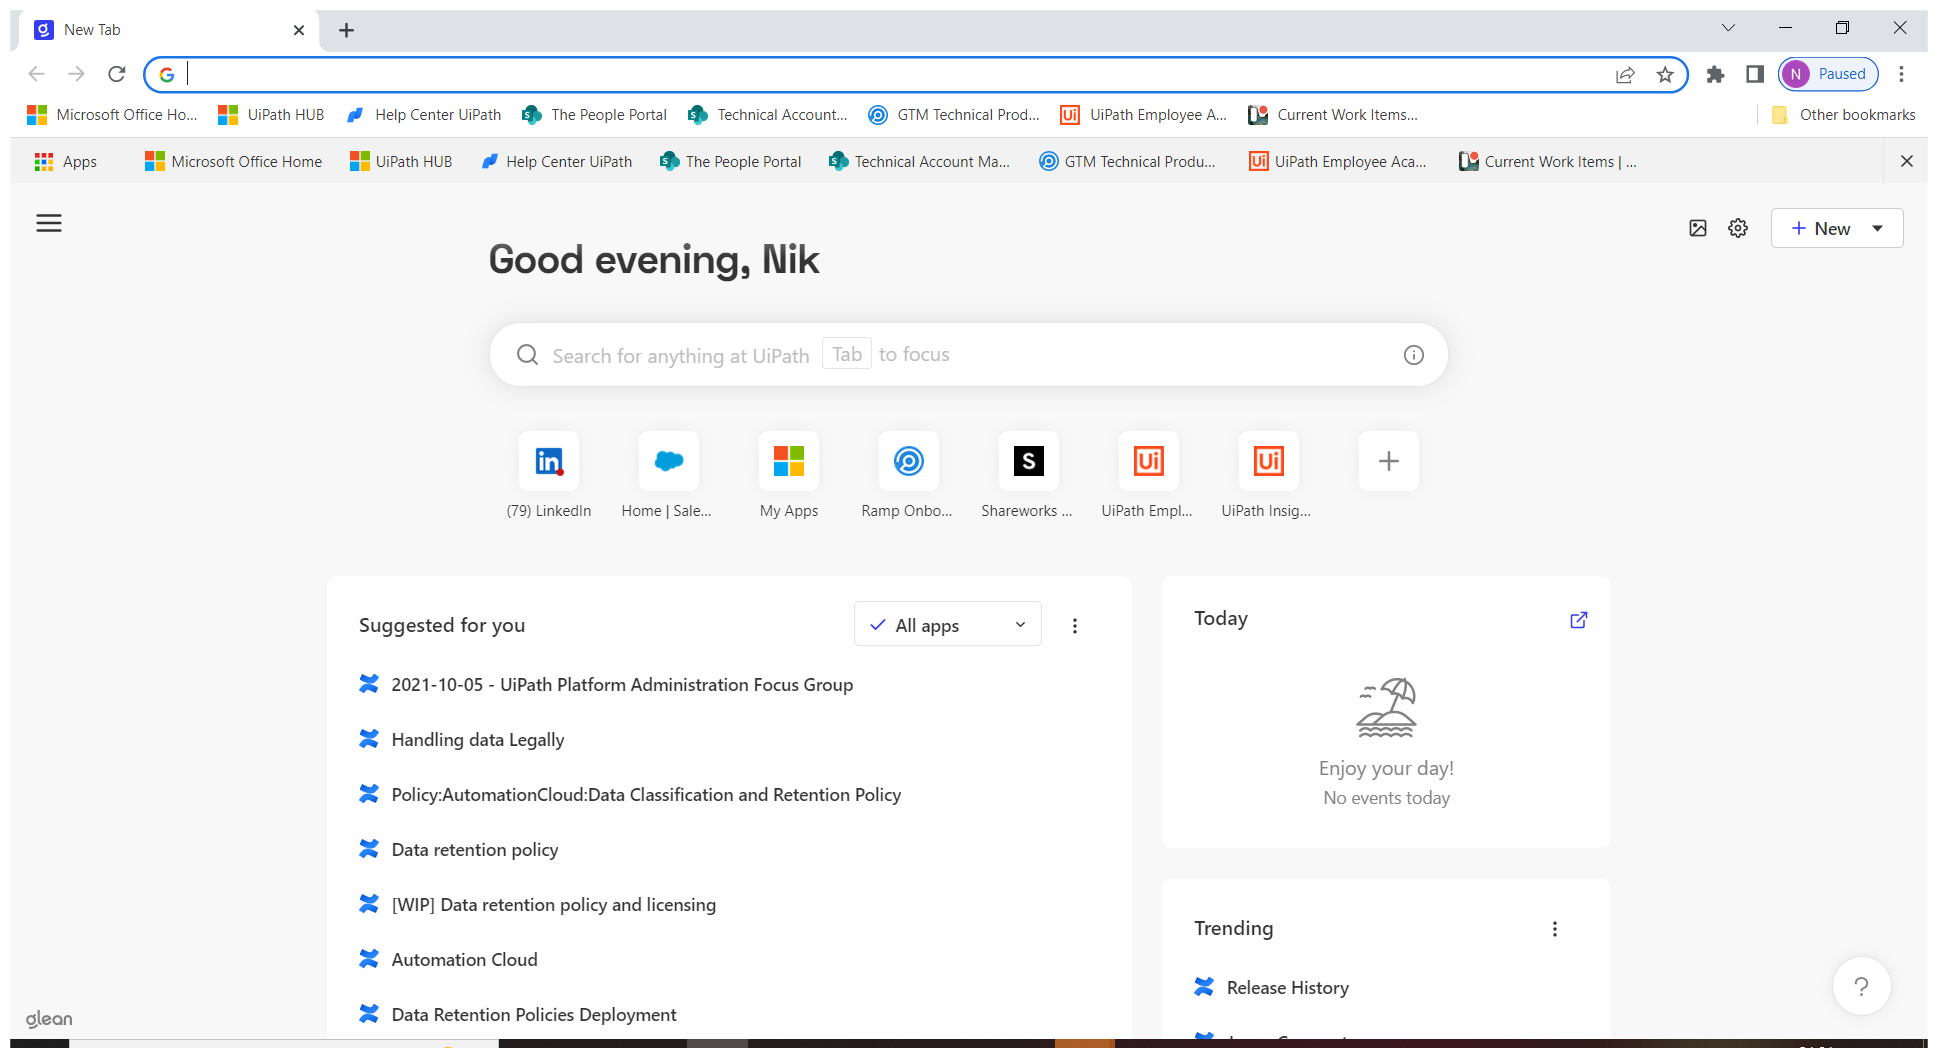 New Tab
N Paused
Microsoft Office Ho... UiPath HUB Help Center UiPath The People Portal Technical Account... GTM Technical Prod... UiPath Employee A... Current Work Items... Other bookmarks
Apps Microsoft Office Home UiPath HUB Help Center UiPath The People Portal Technical Account Ma... GTM Technical Produ... UiPath Employee Aca... Current Work Items | ...
New
Good evening, Nik
Search for anything at UiPath Tab to focus
(79) LinkedIn Home | Sale... My Apps Ramp Onbo... Shareworks ... UiPath Empl... UiPath Insig...
Suggested for you All apps
2021-10-05 - UiPath Platform Administration Focus Group
Handling data Legally
Policy:AutomationCloud:Data Classification and Retention Policy
Data retention policy
[WIP] Data retention policy and licensing
Automation Cloud
Data Retention Policies Deployment
Today
Enjoy your day!
No events today
Trending
Release History
glean